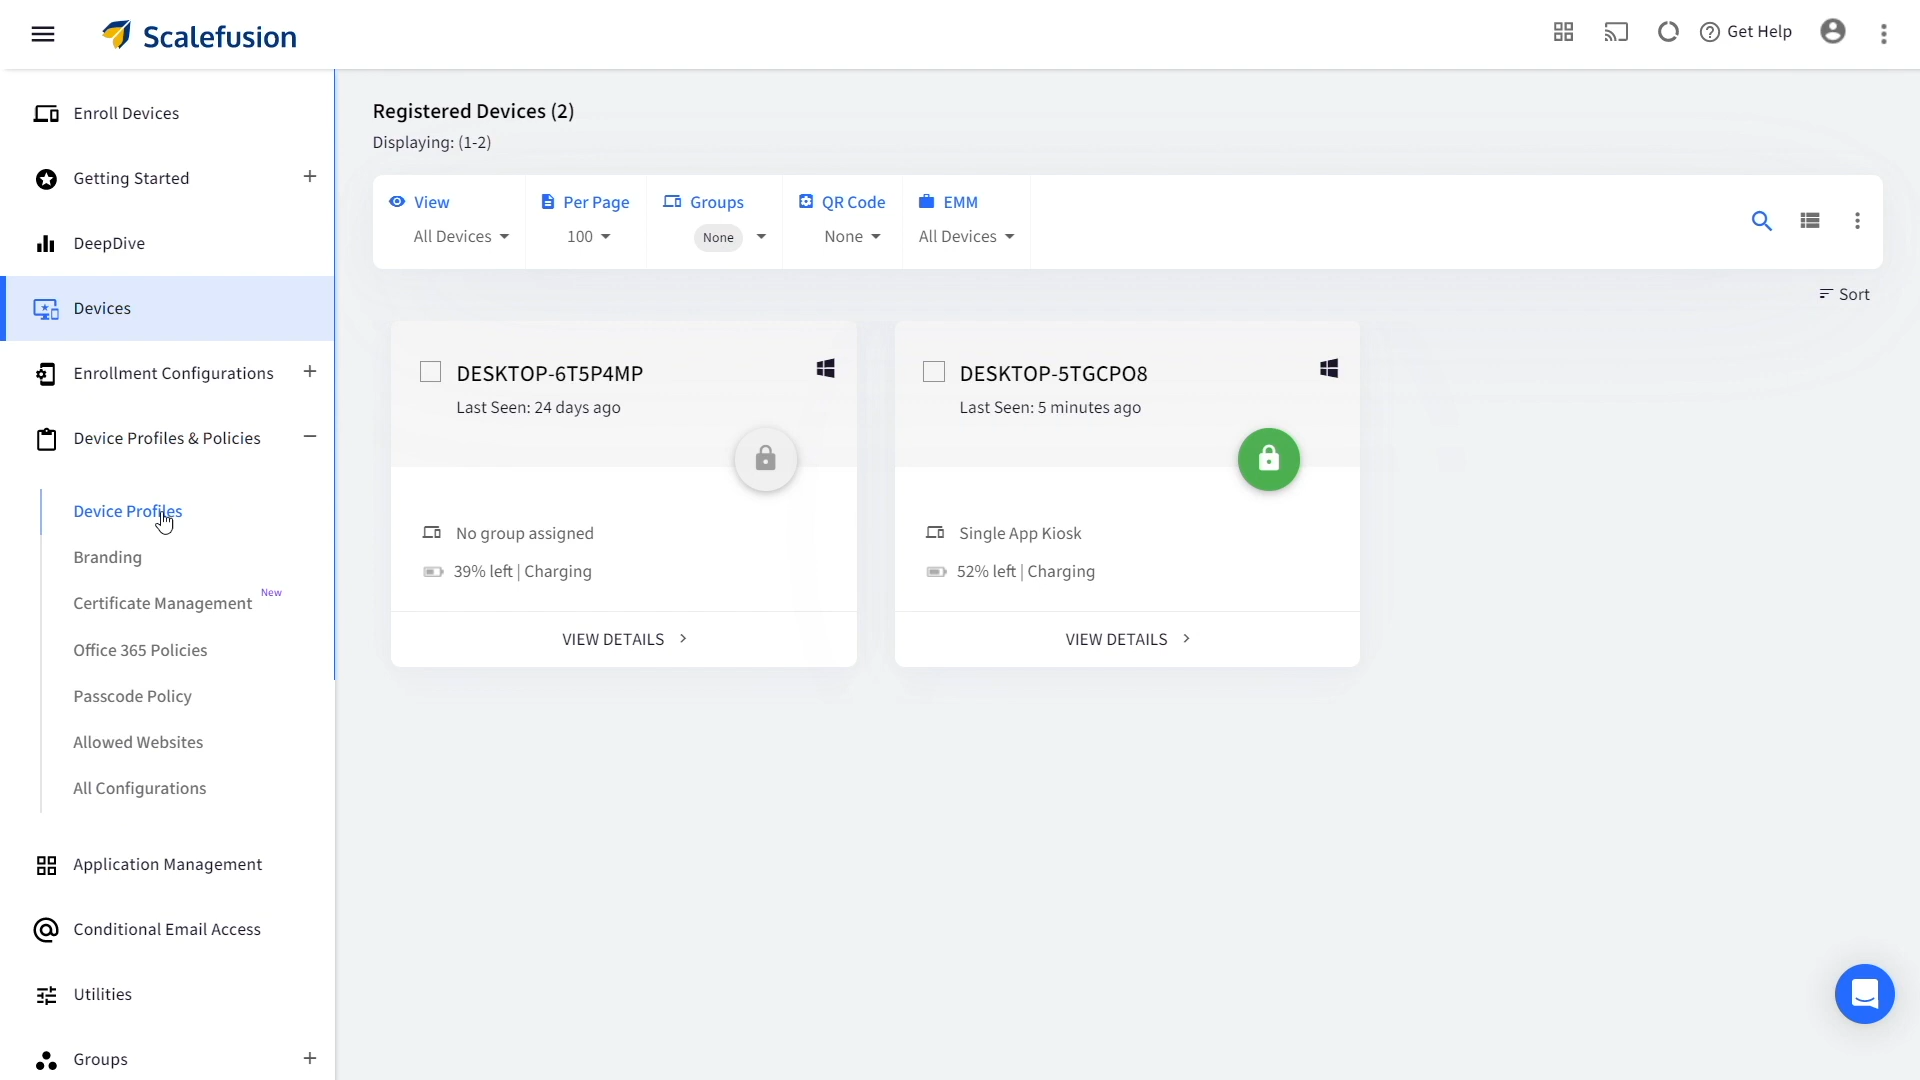 Scalefusion
Get Help
Enroll Devices
Getting Started
DeepDive
Devices
Enrollment Configurations
Device Profiles & Policies
Device Profiles
Branding
Certificate Management New
Office 365 Policies
Passcode Policy
Allowed Websites
All Configurations
Application Management
Conditional Email Access
Utilities
Groups
Registered Devices (2)
Displaying: (1-2)
View
All Devices
Per Page
100
Groups
None
QR Code
None
EMM
All Devices
Sort
DESKTOP-6T5P4MP
Last Seen: 24 days ago
No group assigned
39% left | Charging
VIEW DETAILS
DESKTOP-5TGCPO8
Last Seen: 5 minutes ago
Single App Kiosk
52% left | Charging
VIEW DETAILS